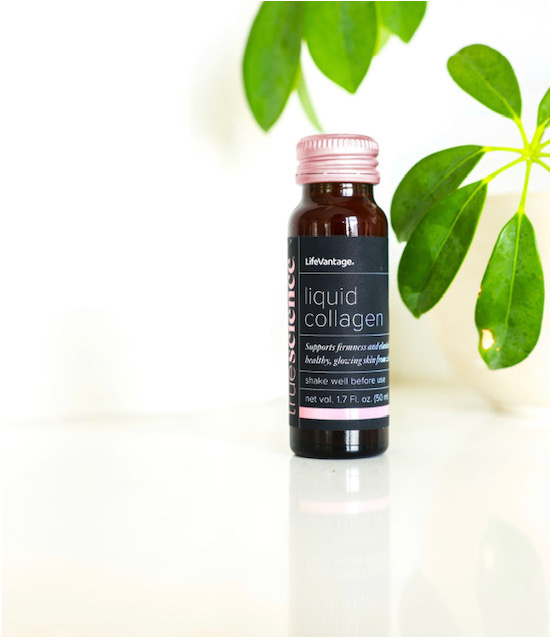 LifeVantage
truescience
liquid
collagen
Supports firmness and
healthy, glowing skin from
shake well before use
net vol. 1.7 Fl. oz. (50 ml)